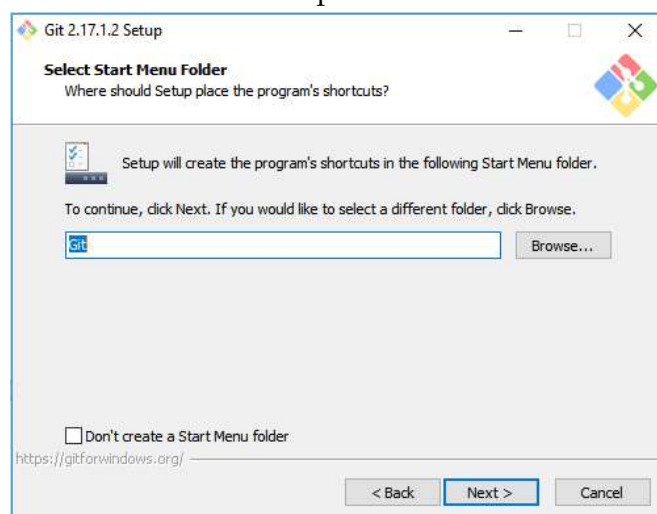 Git 2.17.1.2 Setup
Select Start Menu Folder
Where should Setup place the program's shortcuts?
Setup will create the program's shortcuts in the following Start Menu folder.
To continue, click Next. If you would like to select a different folder, click Browse.
Git
Browse...
Don't create a Start Menu folder
https://gitforwindows.org/
< Back
Next >
Cancel